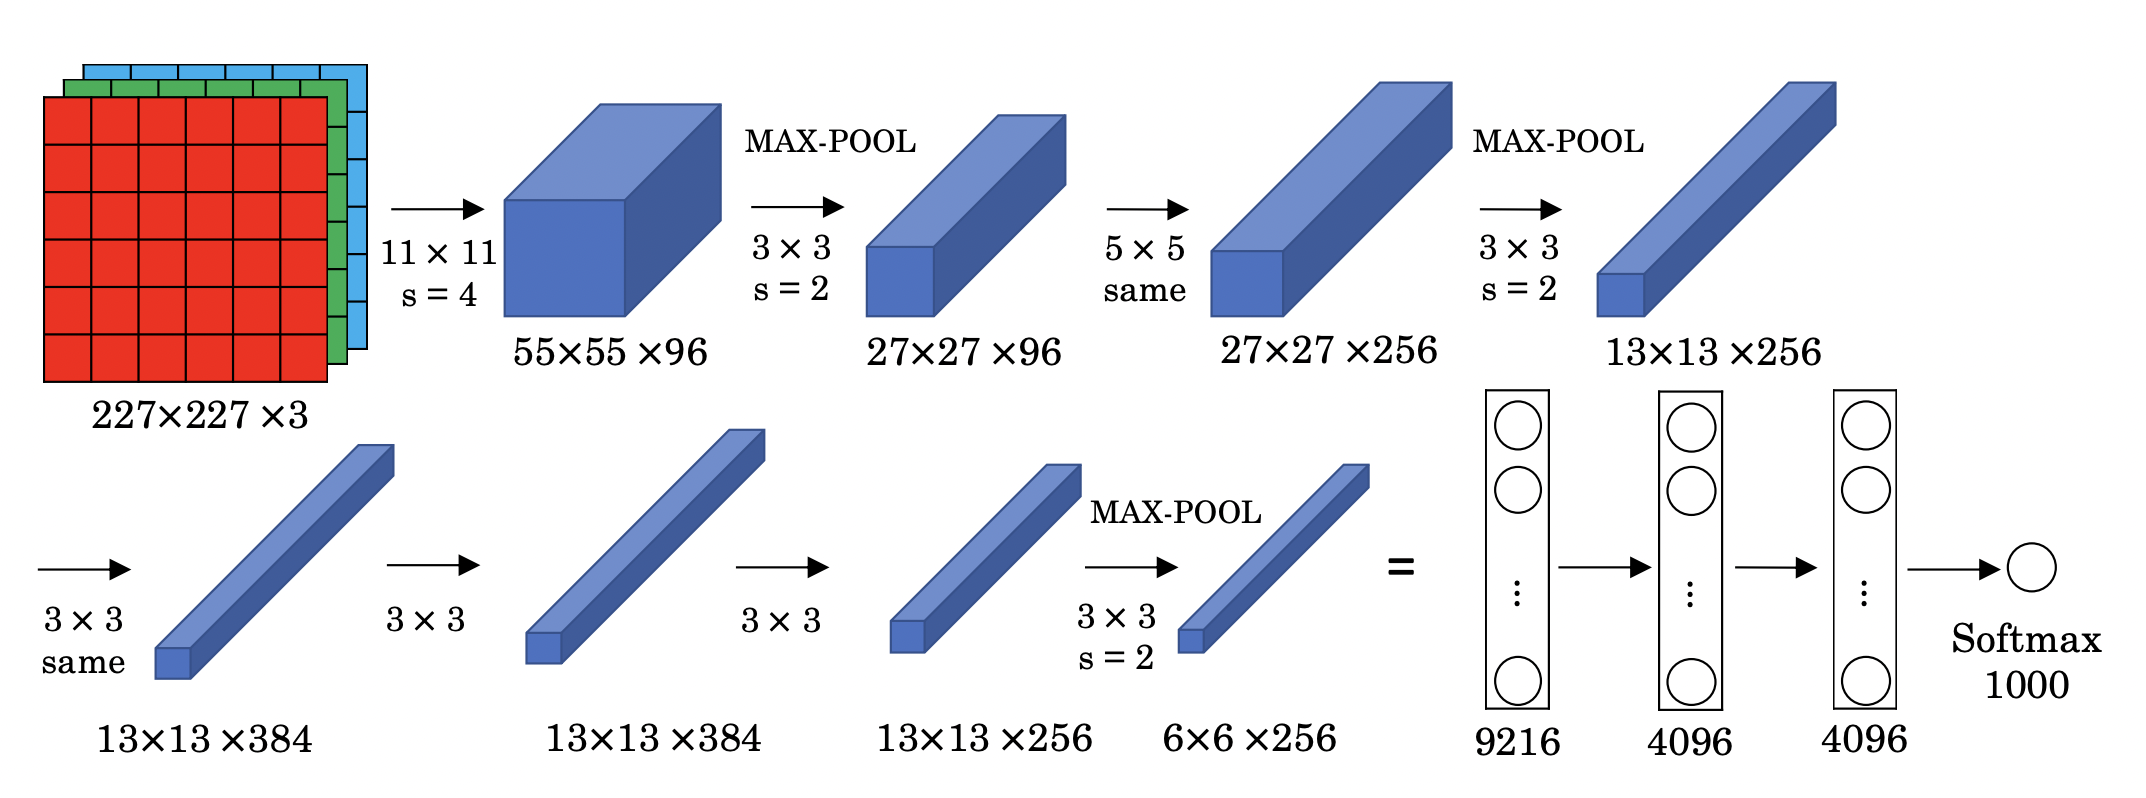 227×227 ×3
11 × 11
s = 4
55×55 ×96
MAX-POOL
3 × 3
s = 2
27×27 ×96
5 × 5
same
27×27 ×256
MAX-POOL
3 × 3
s = 2
13×13 ×256
3 × 3
same
13×13 ×384
3 × 3
13×13 ×384
3 × 3
13×13 ×256
MAX-POOL
3 × 3
s = 2
6×6 ×256
=
9216
4096
4096
Softmax
1000